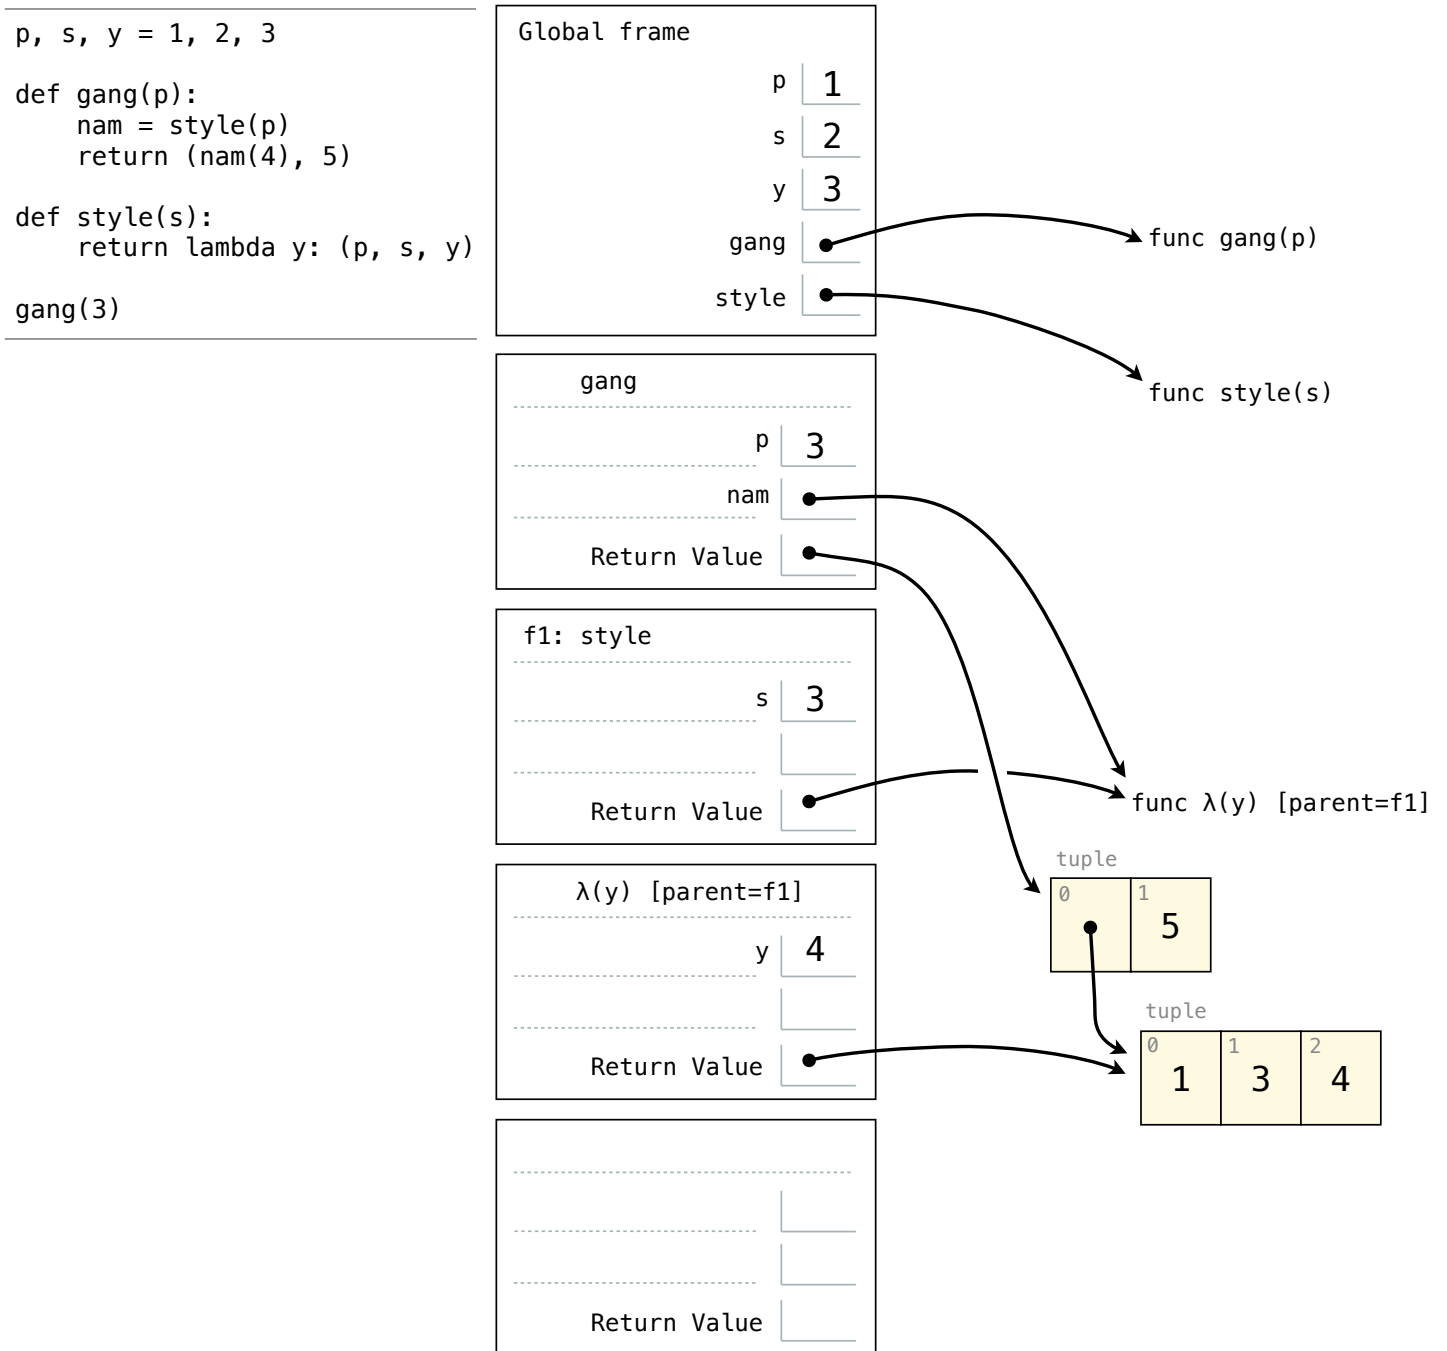 p, s, y = 1, 2, 3
def gang(p):
    nam = style(p)
    return (nam(4), 5)
def style(s):
    return lambda y: (p, s, y)
gang(3)
Global frame
p 1
s 2
y 3
gang
func gang(p)
style
func style(s)
gang
p 3
nam
Return Value
f1: style
s 3
Return Value
func λ(y) [parent=f1]
tuple
0 1
5
λ(y) [parent=f1]
y 4
Return Value
tuple
0 1 2
1 3 4
Return Value